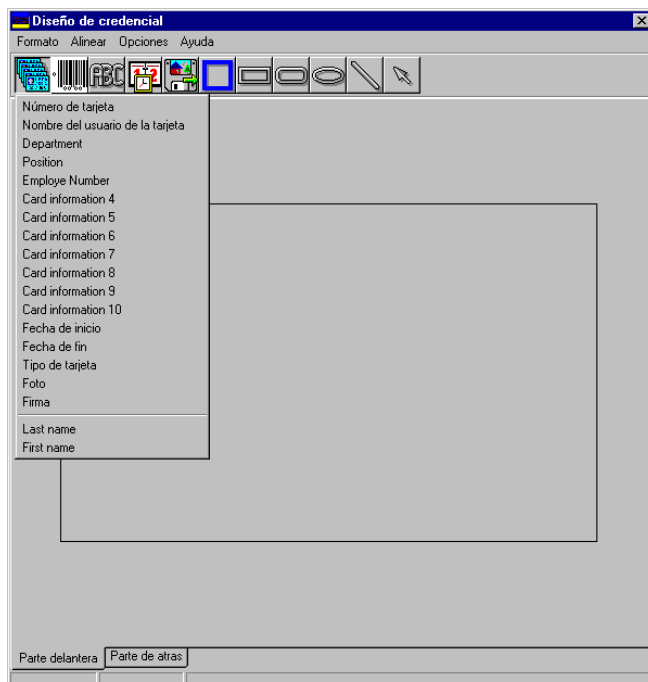 Diseño de credencial
Formato Alinear Opciones Ayuda
ABC
Número de tarjeta
Nombre del usuario de la tarjeta
Department
Position
Employe Number
Card information 4
Card information 5
Card information 6
Card information 7
Card information 8
Card information 9
Card information 10
Fecha de inicio
Fecha de fin
Tipo de tarjeta
Foto
Firma
Last name
First name
Parte delantera Parte de atras